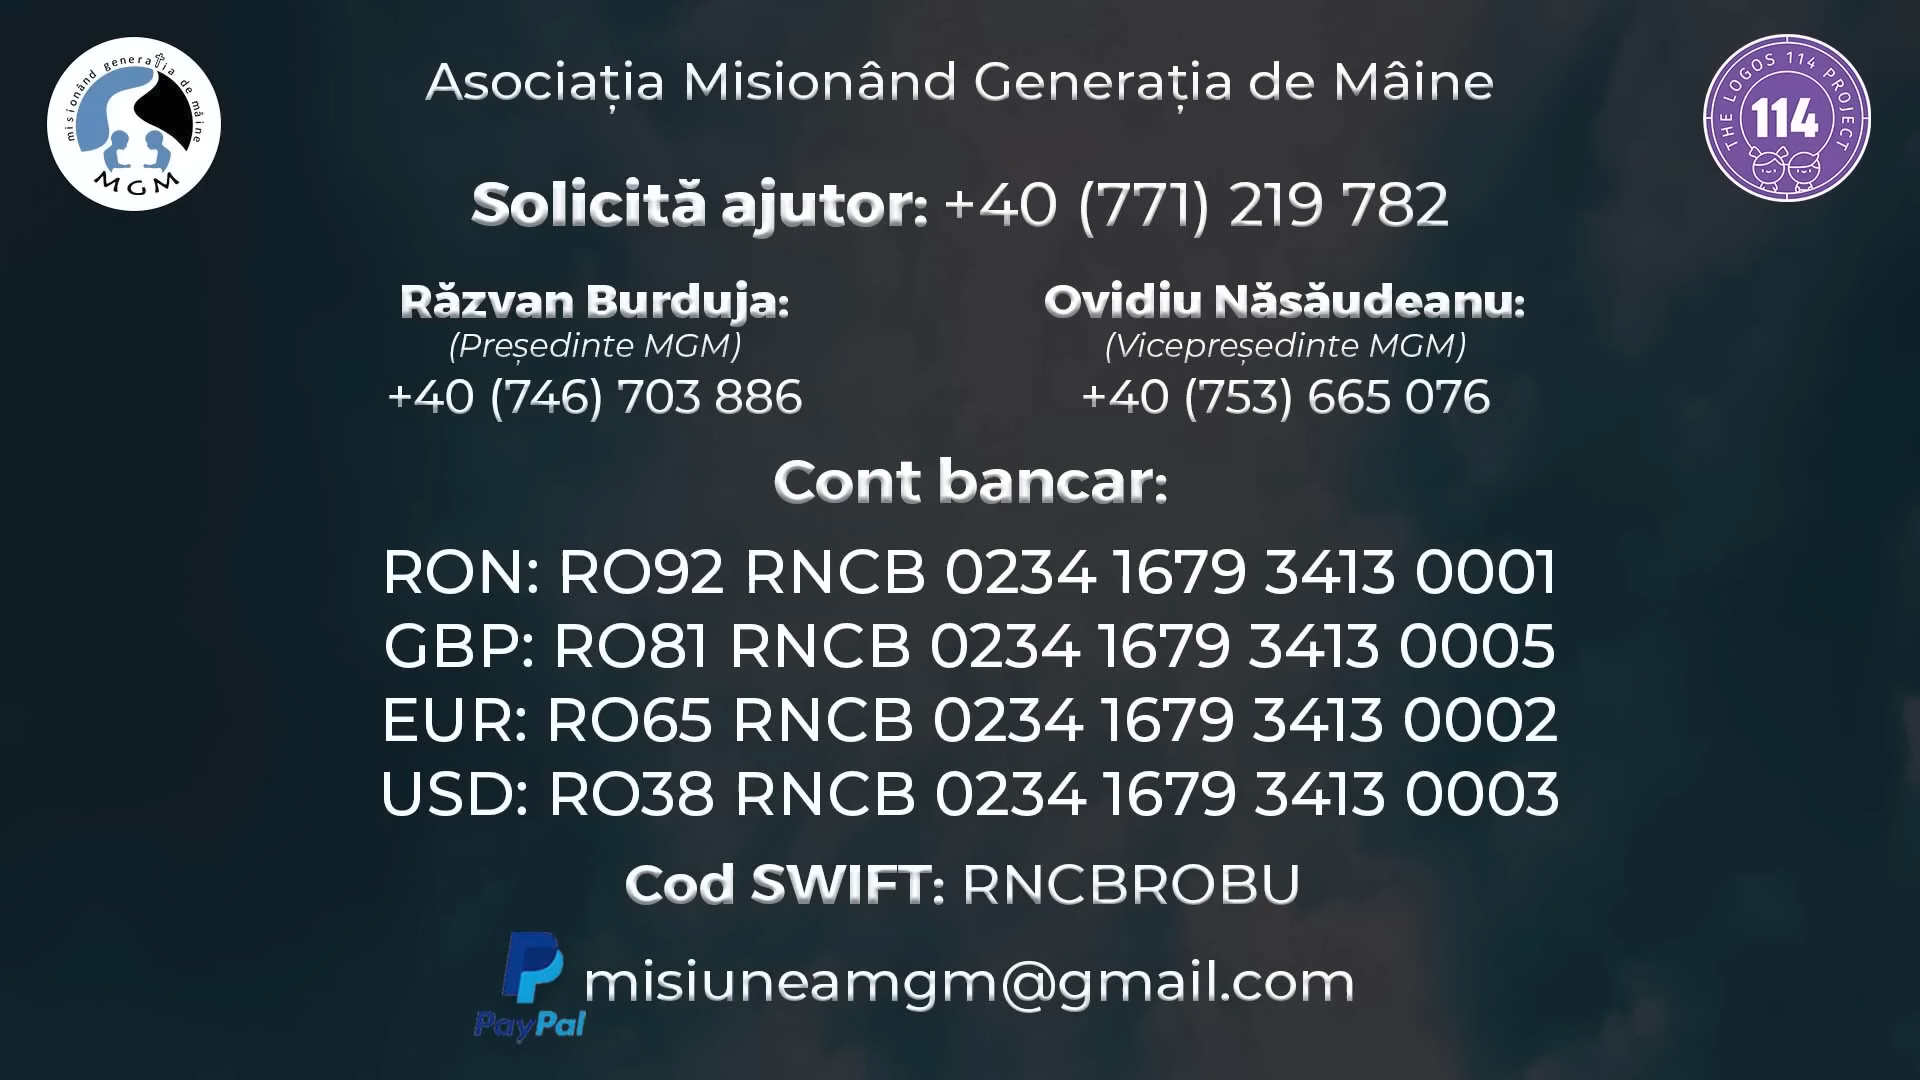 misionând generația de mâine
MGM
Asociația Misionând Generația de Mâine
THE LOGOS 114 PROJECT
114
Solicită ajutor: +40 (771) 219 782
Răzvan Burduja:
(Președinte MGM)
+40 (746) 703 886
Ovidiu Năsăudeanu:
(Vicepreședinte MGM)
+40 (753) 665 076
Cont bancar:
RON: RO92 RNCB 0234 1679 3413 0001
GBP: RO81 RNCB 0234 1679 3413 0005
EUR: RO65 RNCB 0234 1679 3413 0002
USD: RO38 RNCB 0234 1679 3413 0003
Cod SWIFT: RNCBROBU
PayPal
misiuneamgm@gmail.com